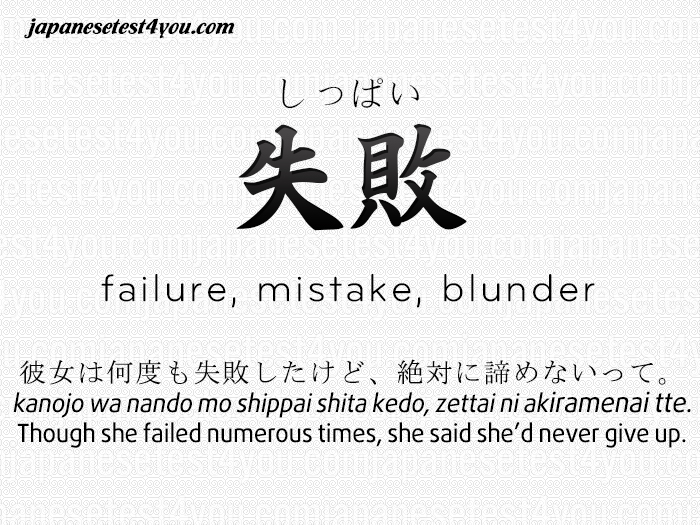 japanesetest4you.com
しっぱい
失敗
failure, mistake, blunder
彼女は何度も失敗したけど、絶対に諦めないって。
kanojo wa nando mo shippai shita kedo, zettai ni akiramenai tte.
Though she failed numerous times, she said she'd never give up.